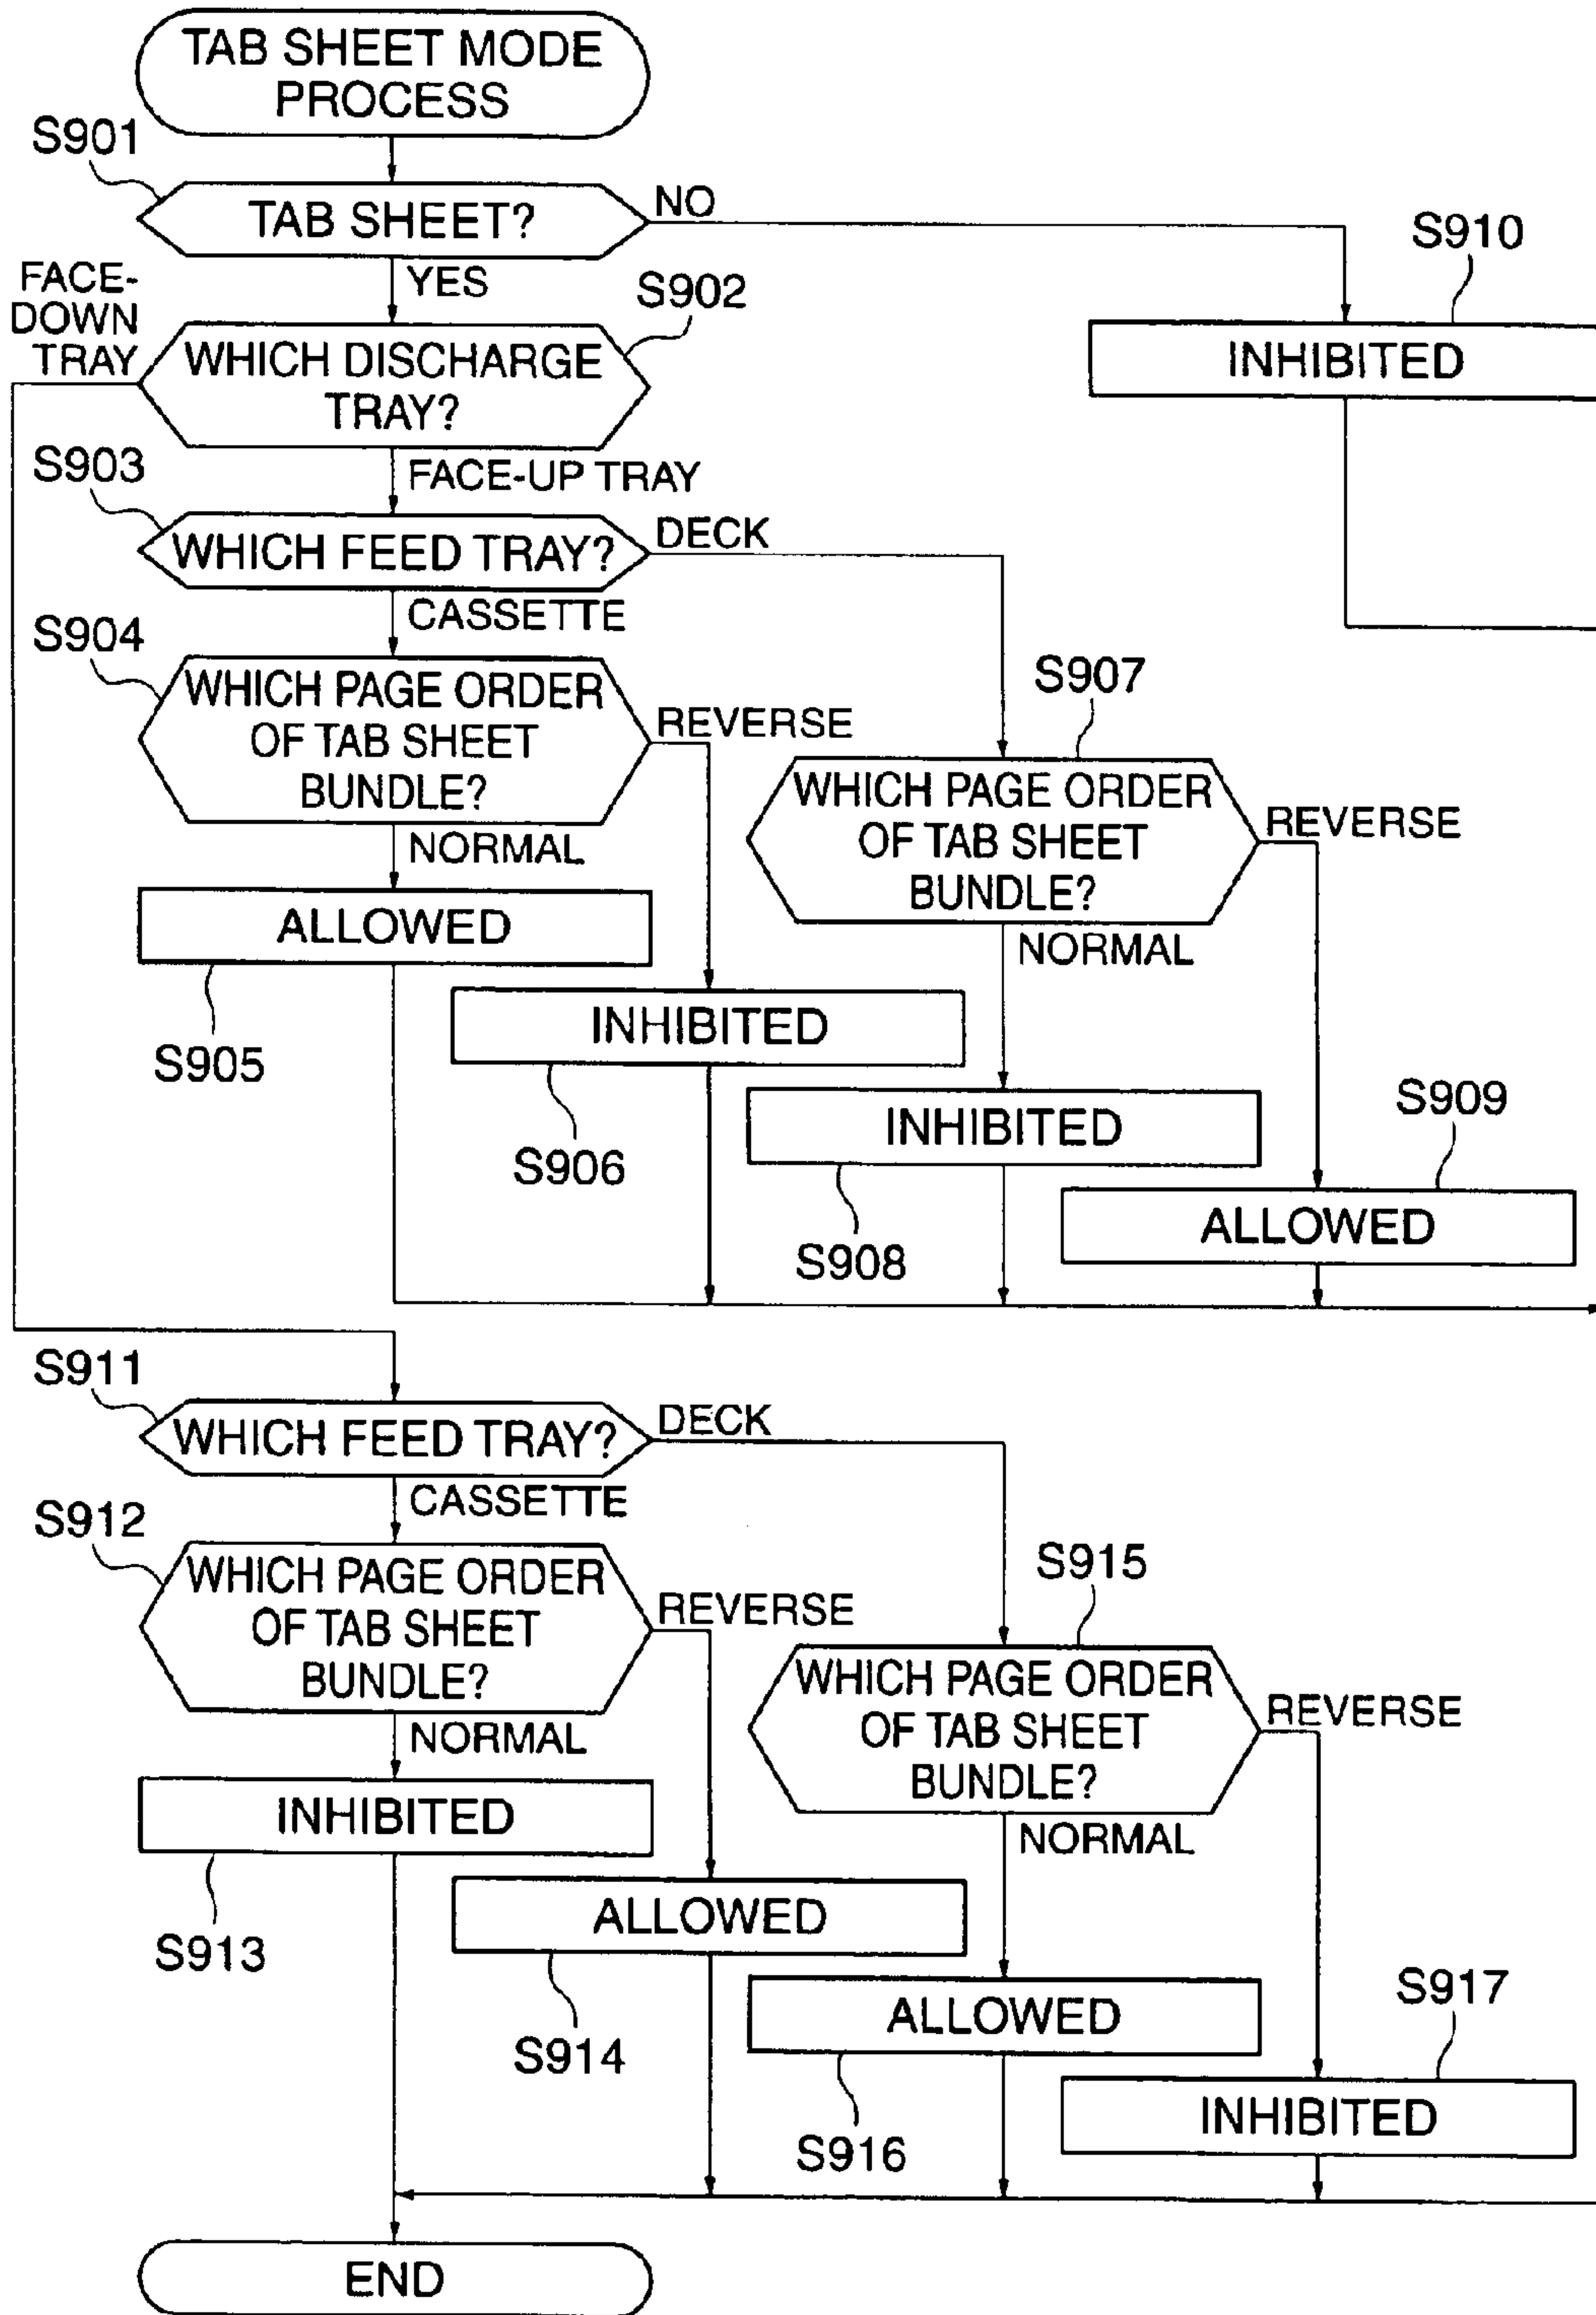 TAB SHEET MODE
PROCESS
S901
TAB SHEET?
NO
S910
INHIBITED
YES
FACE-
DOWN
TRAY
S902
WHICH DISCHARGE
TRAY?
FACE-UP TRAY
S903
WHICH FEED TRAY?
DECK
CASSETTE
S904
WHICH PAGE ORDER
OF TAB SHEET
BUNDLE?
REVERSE
NORMAL
ALLOWED
S905
INHIBITED
S906
S907
WHICH PAGE ORDER
OF TAB SHEET
BUNDLE?
REVERSE
NORMAL
INHIBITED
S908
S909
ALLOWED
S911
WHICH FEED TRAY?
DECK
CASSETTE
S912
WHICH PAGE ORDER
OF TAB SHEET
BUNDLE?
REVERSE
NORMAL
INHIBITED
S913
ALLOWED
S914
S915
WHICH PAGE ORDER
OF TAB SHEET
BUNDLE?
REVERSE
NORMAL
ALLOWED
S916
S917
INHIBITED
END